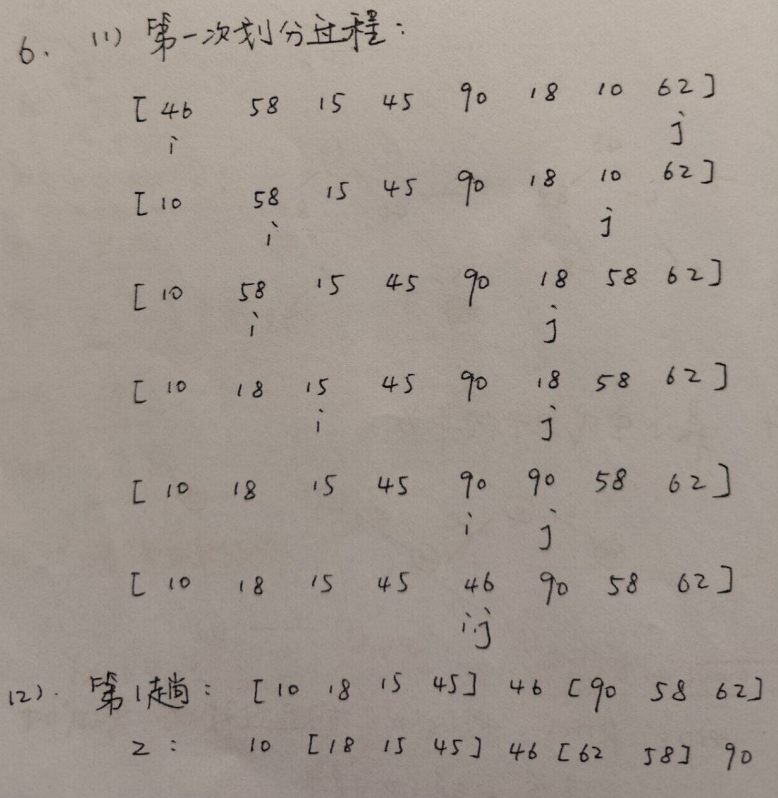 6. (1) 第一次划分过程：
[ 46 58 15 45 90 18 10 62 ]
i j
[ 10 58 15 45 90 18 10 62 ]
i j
[ 10 58 15 45 90 18 58 62 ]
i j
[ 10 18 15 45 90 18 58 62 ]
i j
[ 10 18 15 45 90 90 58 62 ]
i j
[ 10 18 15 45 46 90 58 62 ]
i.j
(2). 第1趟： [ 10 18 15 45 ] 46 [ 90 58 62 ]
2： 10 [ 18 15 45 ] 46 [ 62 58 ] 90